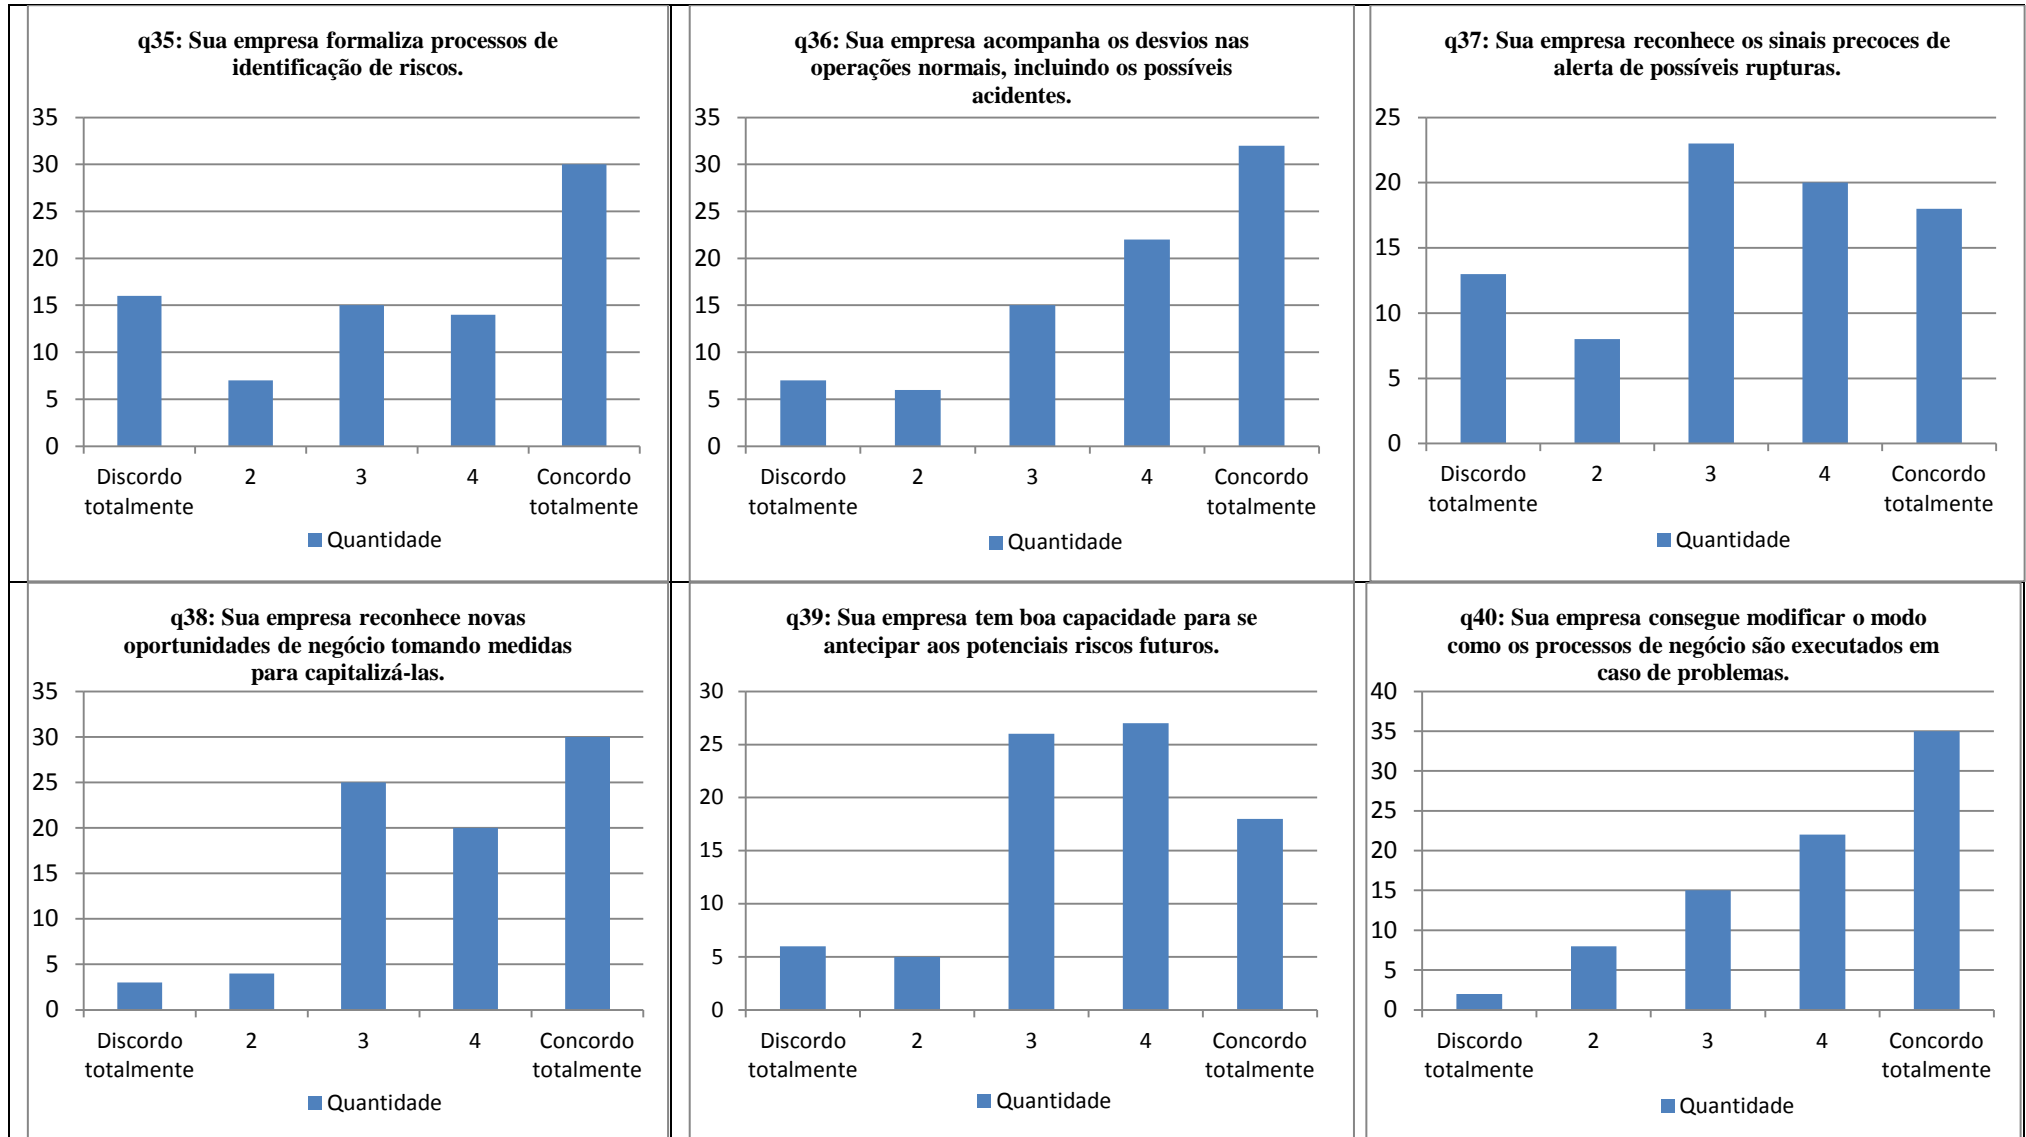 q35: Sua empresa formaliza processos de
identificação de riscos.
35
30
25
20
15
10
5
0
Discordo
totalmente
2
3
4
Concordo
totalmente
Quantidade
q36: Sua empresa acompanha os desvios nas
operações normais, incluindo os possíveis
acidentes.
35
30
25
20
15
10
5
0
Discordo
totalmente
2
3
4
Concordo
totalmente
Quantidade
q37: Sua empresa reconhece os sinais precoces de
alerta de possíveis rupturas.
25
20
15
10
5
0
Discordo
totalmente
2
3
4
Concordo
totalmente
Quantidade
q38: Sua empresa reconhece novas
oportunidades de negócio tomando medidas
para capitalizá-las.
35
30
25
20
15
10
5
0
Discordo
totalmente
2
3
4
Concordo
totalmente
Quantidade
q39: Sua empresa tem boa capacidade para se
antecipar aos potenciais riscos futuros.
30
25
20
15
10
5
0
Discordo
totalmente
2
3
4
Concordo
totalmente
Quantidade
q40: Sua empresa consegue modificar o modo
como os processos de negócio são executados em
caso de problemas.
40
35
30
25
20
15
10
5
0
Discordo
totalmente
2
3
4
Concordo
totalmente
Quantidade